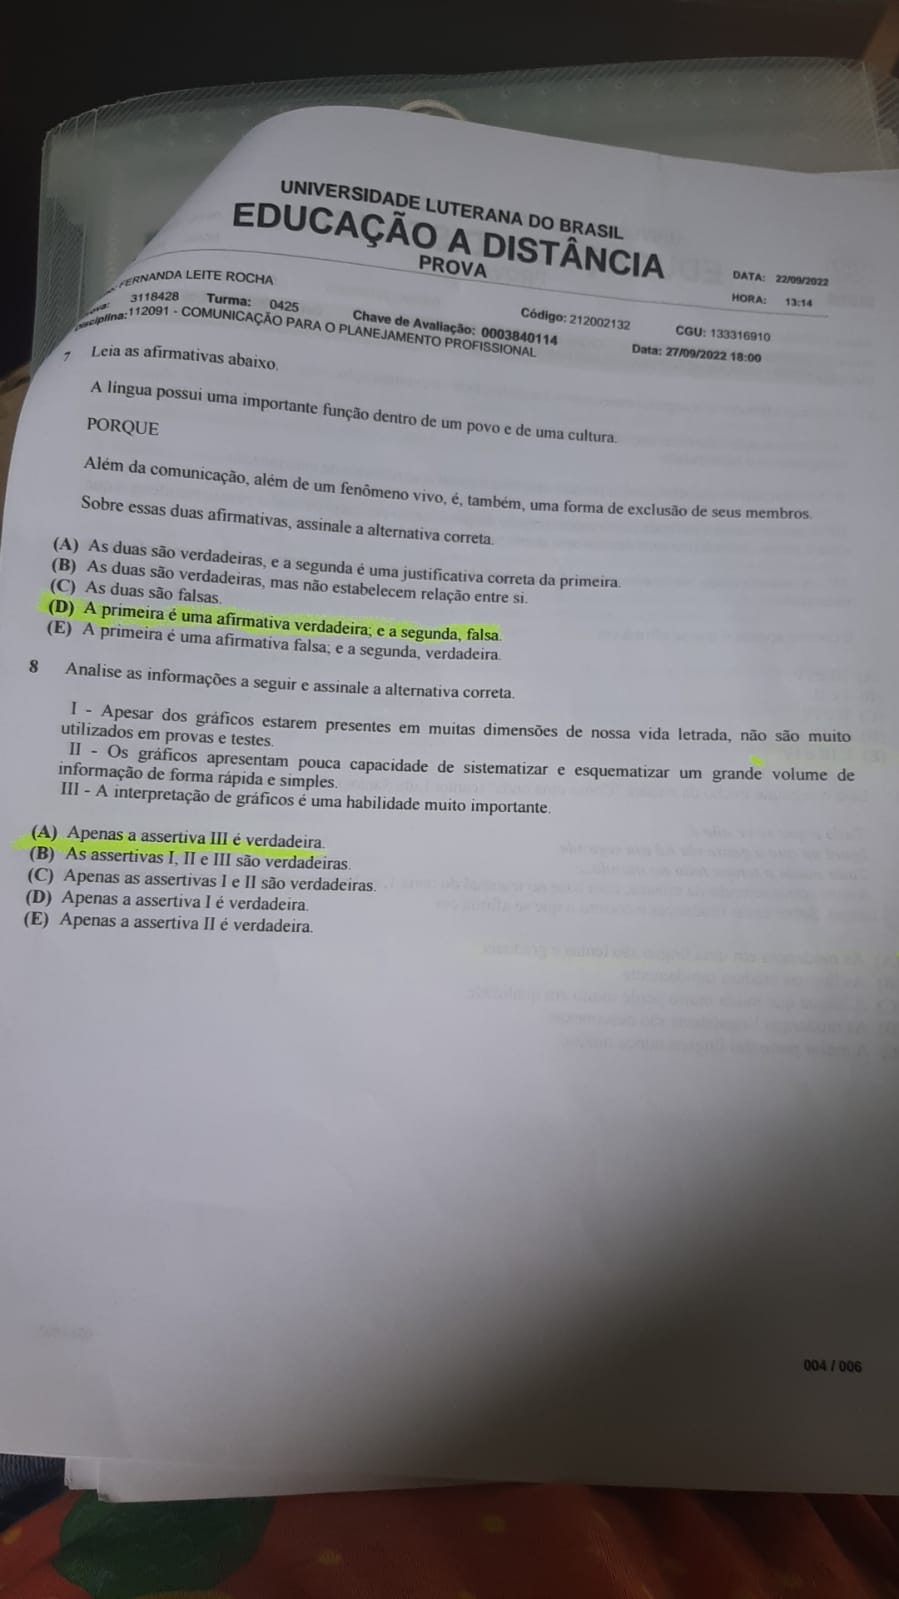 UNIVERSIDADE LUTERANA DO BRASIL
EDUCAÇÃO A DISTÂNCIA
PROVA
DATA: 22/09/2022
HORA: 13:14
FERNANDA LEITE ROCHA
3118428 Turma: 0425 Chave de Avaliação: 0003840114 Código: 212002132 CGU: 133316910
Disciplina:112091 - COMUNICAÇÃO PARA O PLANEJAMENTO PROFISSIONAL Data: 27/09/2022 18:00
7 Leia as afirmativas abaixo.
A língua possui uma importante função dentro de um povo e de uma cultura.
PORQUE
Além da comunicação, além de um fenômeno vivo, é, também, uma forma de exclusão de seus membros.
Sobre essas duas afirmativas, assinale a alternativa correta.
(A) As duas são verdadeiras, e a segunda é uma justificativa correta da primeira.
(B) As duas são verdadeiras, mas não estabelecem relação entre si.
(C) As duas são falsas.
(D) A primeira é uma afirmativa verdadeira; e a segunda, falsa.
(E) A primeira é uma afirmativa falsa; e a segunda, verdadeira.
8 Analise as informações a seguir e assinale a alternativa correta.
I - Apesar dos gráficos estarem presentes em muitas dimensões de nossa vida letrada, não são muito
utilizados em provas e testes.
II - Os gráficos apresentam pouca capacidade de sistematizar e esquematizar um grande volume de
informação de forma rápida e simples.
III - A interpretação de gráficos é uma habilidade muito importante.
(A) Apenas a assertiva III é verdadeira.
(B) As assertivas I, II e III são verdadeiras.
(C) Apenas as assertivas I e II são verdadeiras.
(D) Apenas a assertiva I é verdadeira.
(E) Apenas a assertiva II é verdadeira.
004 / 006